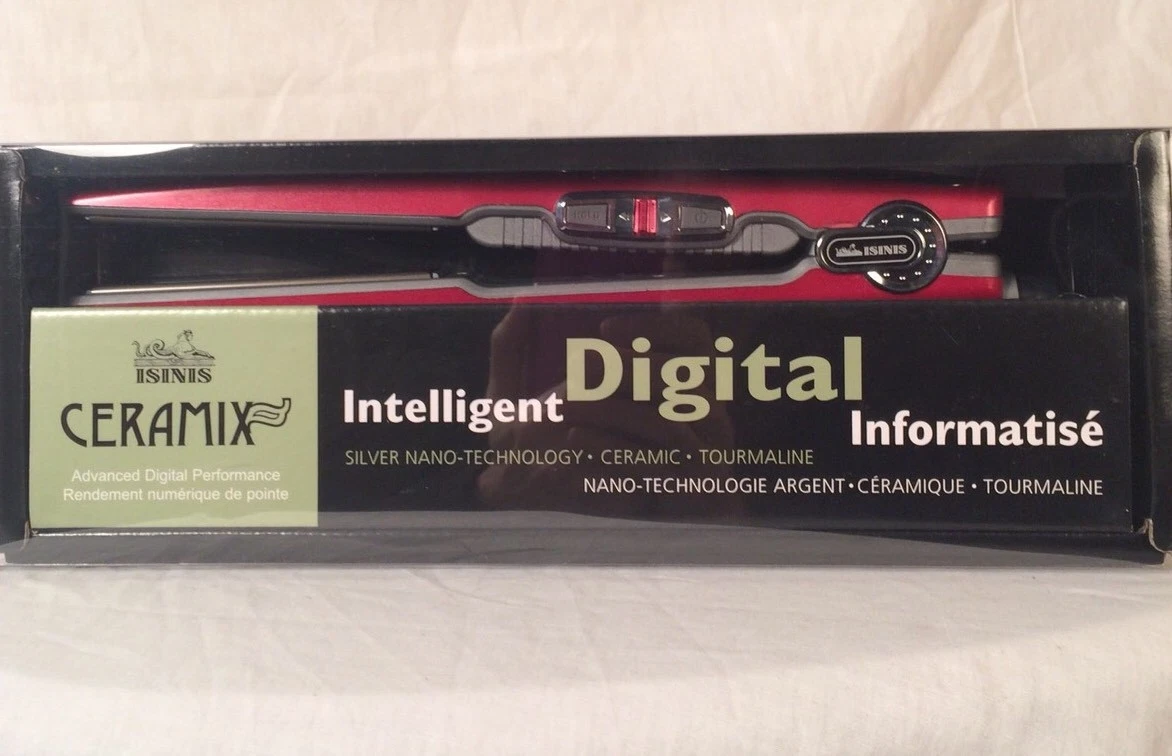 ISINIS
ISINIS
CERAMIX
Advanced Digital Performance
Rendement numérique de pointe
Digital
Intelligent
Informatisé
SILVER NANO-TECHNOLOGY • CERAMIC • TOURMALINE
NANO-TECHNOLOGIE ARGENT • CÉRAMIQUE • TOURMALINE